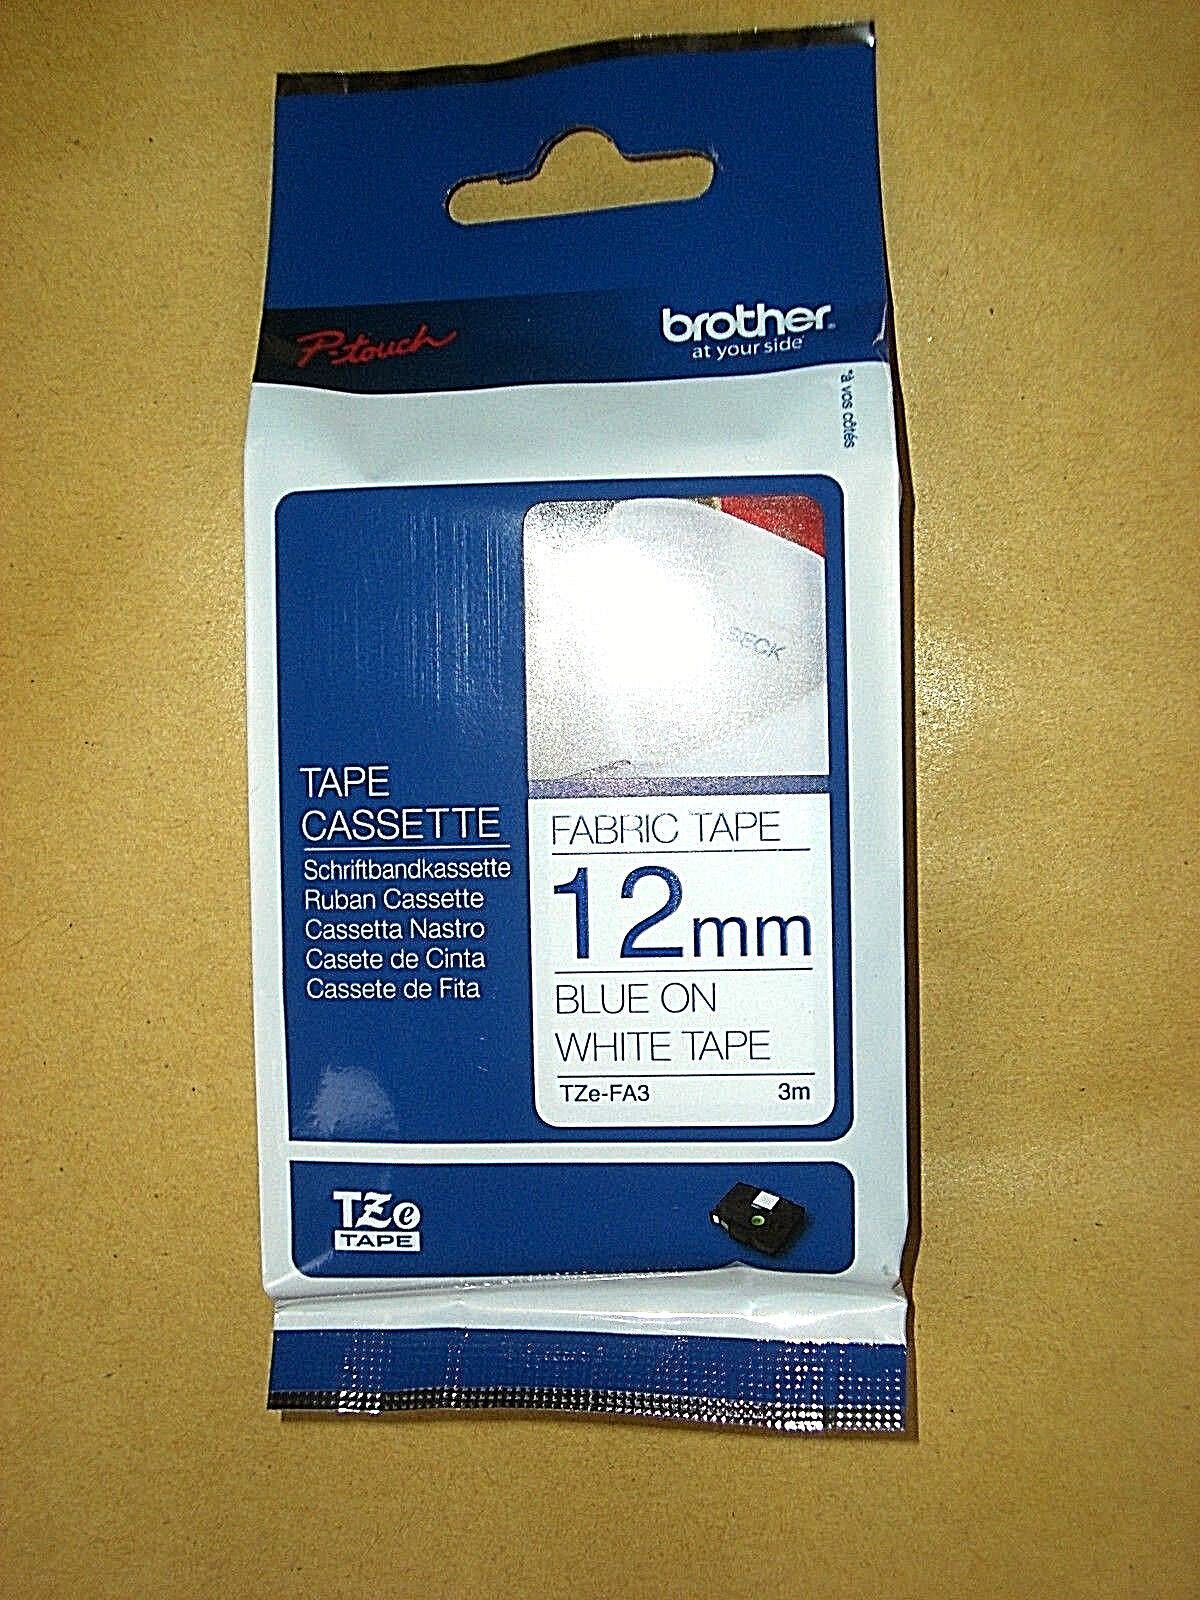 P-touch
brother
at your side*
*à vos côtés
BECK
TAPE
CASSETTE
Schriftbandkassette
Ruban Cassette
Cassetta Nastro
Casete de Cinta
Cassete de Fita
FABRIC TAPE
12mm
BLUE ON
WHITE TAPE
TZe-FA3 3m
TZe
TAPE